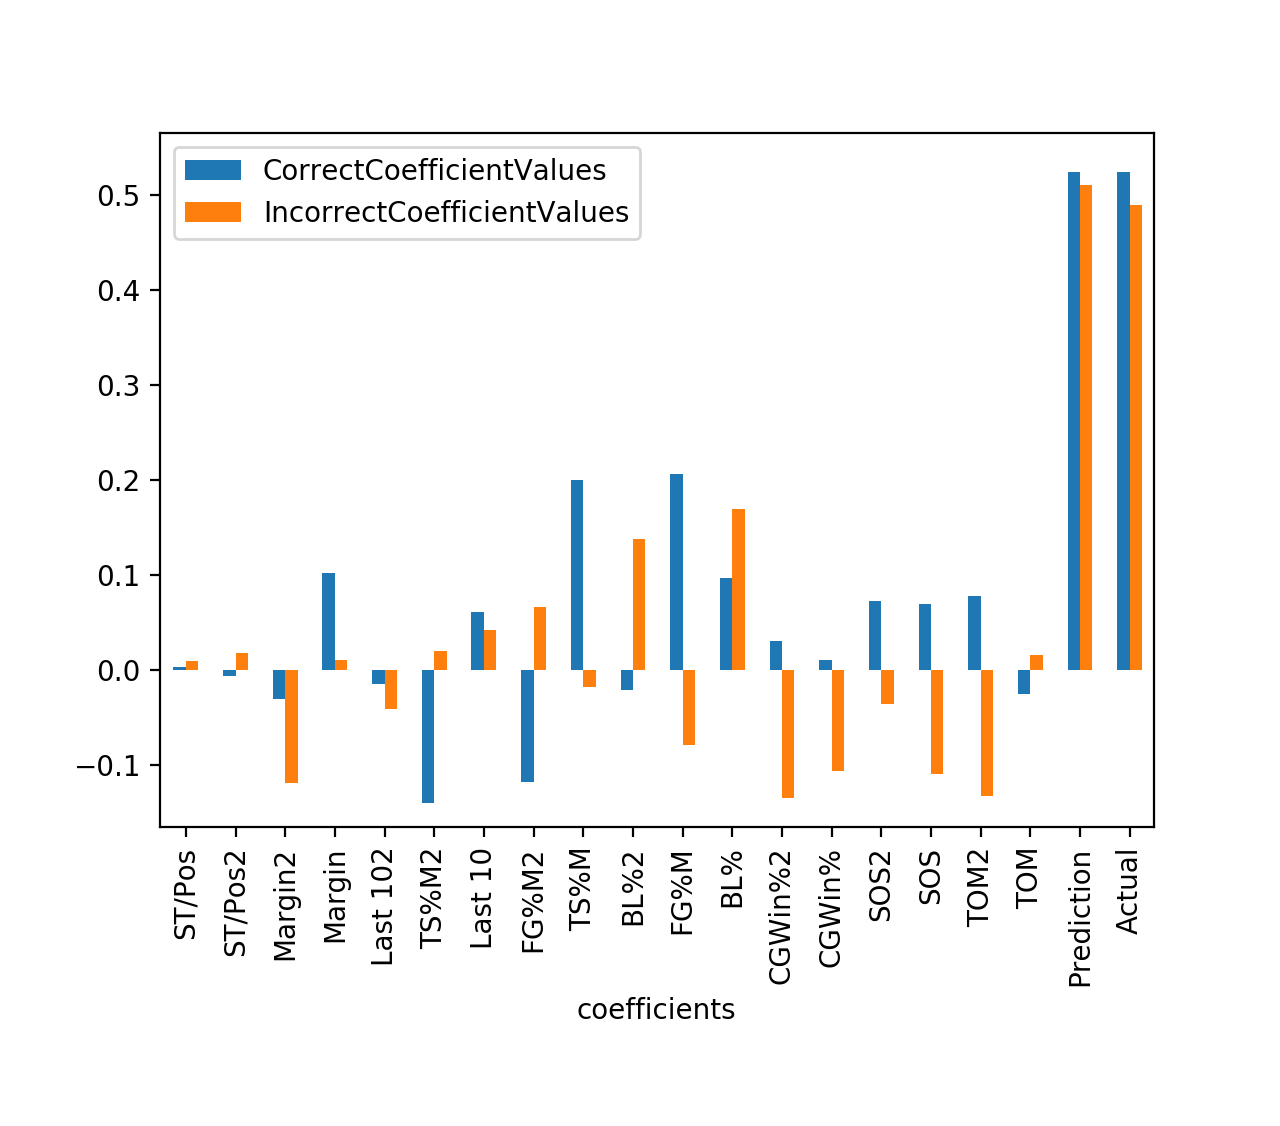 CorrectCoefficientValues
IncorrectCoefficientValues
0.5
0.4
0.3
0.2
0.1
0.0
−0.1
ST/Pos
ST/Pos2
Margin2
Margin
Last 102
TS%M2
Last 10
FG%M2
TS%M
BL%2
FG%M
BL%
CGWin%2
CGWin%
SOS2
SOS
TOM2
TOM
Prediction
Actual
coefficients